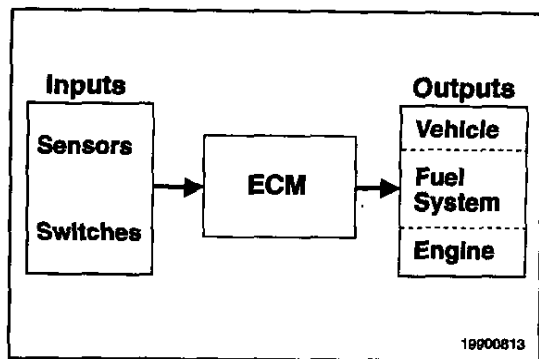 Inputs
Sensors
Switches
ECM
Outputs
Vehicle
Fuel
System
Engine
19900813